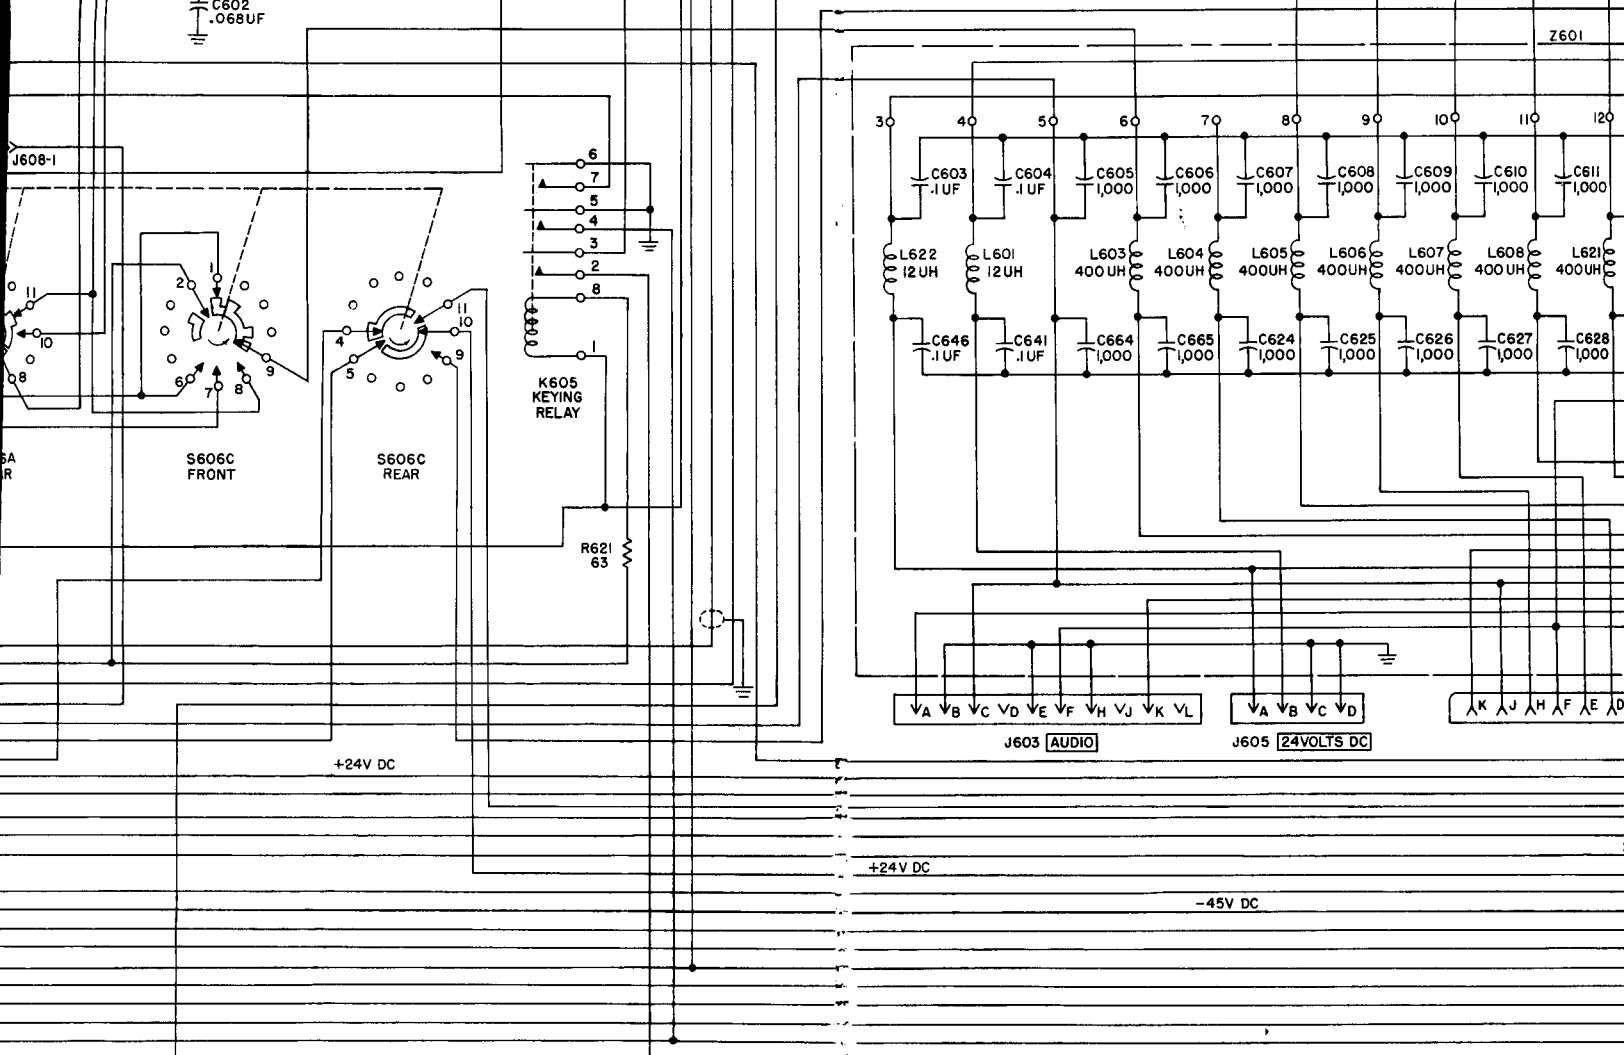 C602
.068UF
Z601
3
4
5
6
7
8
9
10
11
12
J608-1
C603
.1UF
C604
.1UF
C605
1,000
C606
1,000
C607
1,000
C608
1,000
C609
1,000
C610
1,000
C611
1,000
L622
12UH
L601
12UH
L603
400UH
L604
400UH
L605
400UH
L606
400UH
L607
400UH
L608
400UH
L621
400UH
C646
.1UF
C641
.1UF
C664
1,000
C665
1,000
C624
1,000
C625
1,000
C626
1,000
C627
1,000
C628
1,000
11
10
8
2
1
6
7
8
9
4
5
11
10
9
6
7
5
4
3
2
8
1
K605
KEYING
RELAY
S606C
FRONT
S606C
REAR
R621
63
A B C D E F H J K L
J603 AUDIO
A B C D
J605 24VOLTS DC
K J H F E D
+24V DC
+24V DC
-45V DC